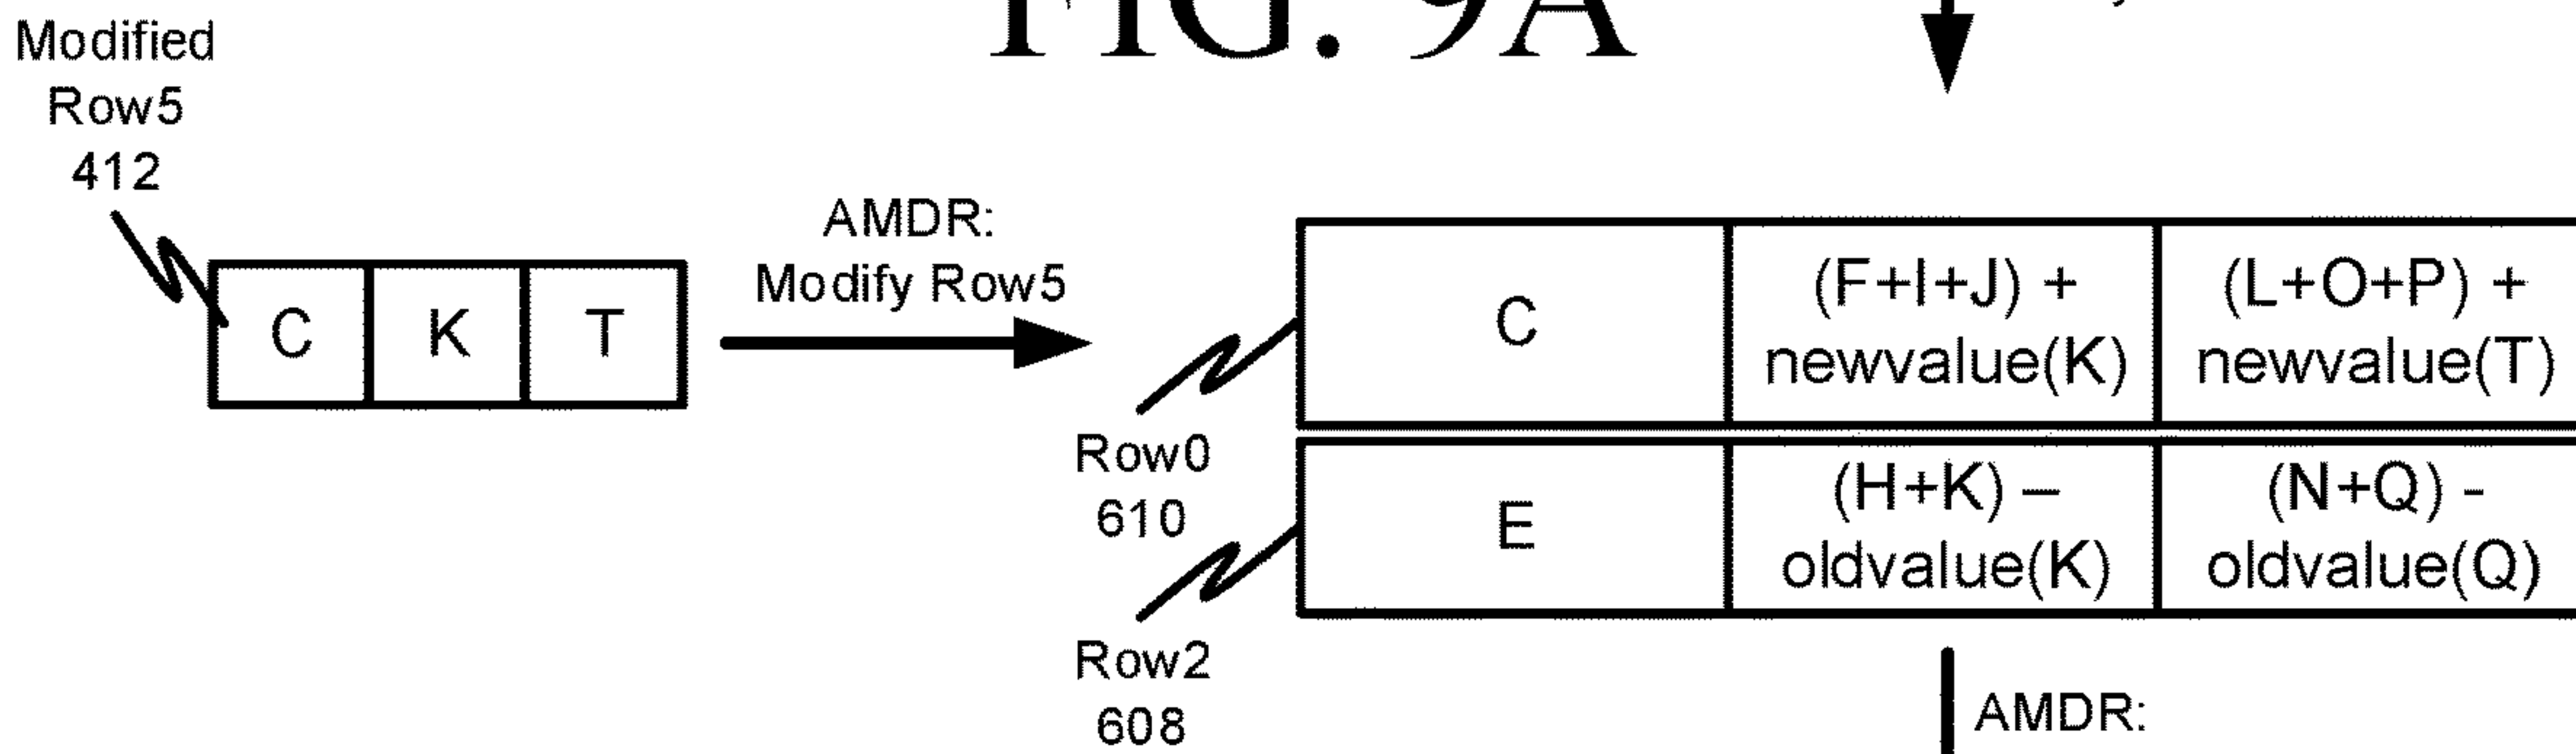 FIG. 9A
Modified
Row5
412
C K T
AMDR:
Modify Row5
C
(F+I+J) +
newvalue(K)
(L+O+P) +
newvalue(T)
Row0
610
E
(H+K) –
oldvalue(K)
(N+Q) -
oldvalue(Q)
Row2
608
AMDR: